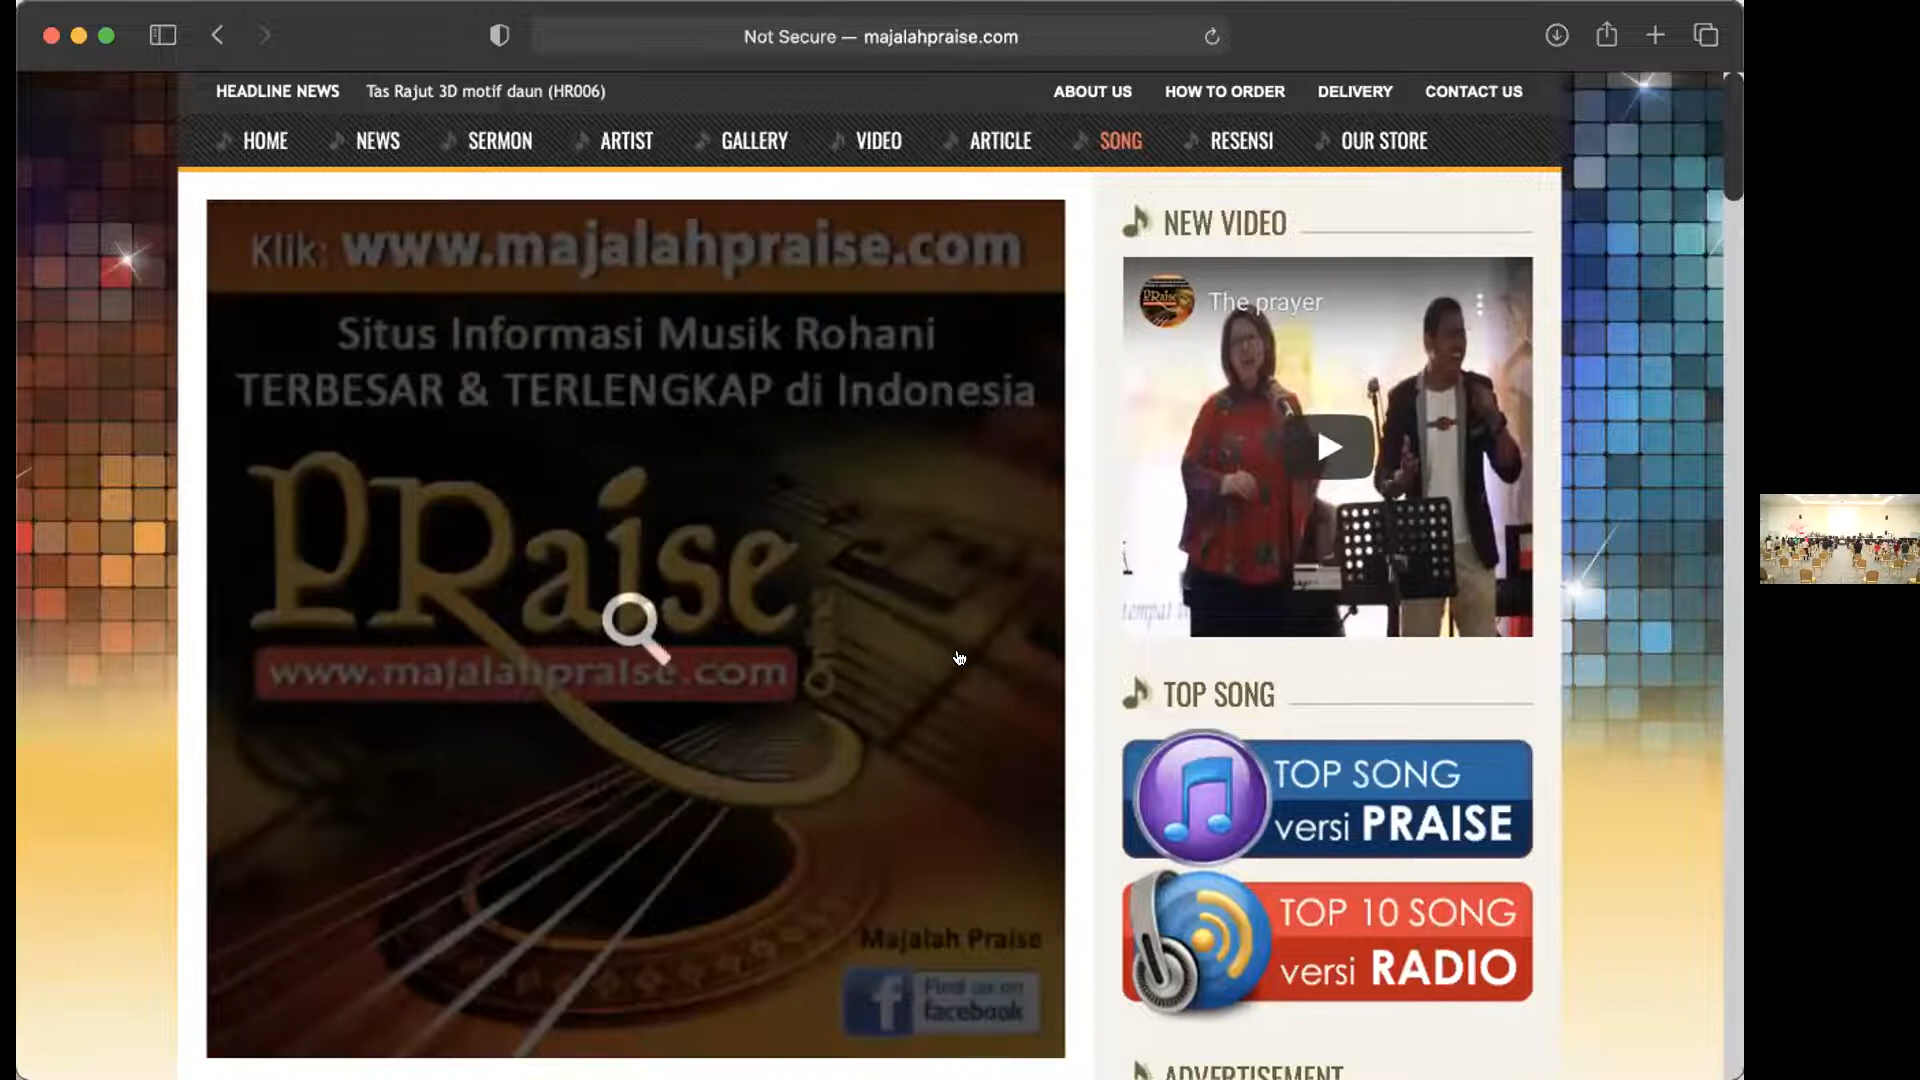 Not Secure — majalahpraise.com
HEADLINE NEWS Tas Rajut 3D motif daun (HR006) ABOUT US HOW TO ORDER DELIVERY CONTACT US
HOME NEWS SERMON ARTIST GALLERY VIDEO ARTICLE SONG RESENSI OUR STORE
Klik: www.majalahpraise.com
Situs Informasi Musik Rohani
TERBESAR & TERLENGKAP di Indonesia
PRaise
www.majalahpraise.com
Majalah Praise
Find us on
facebook
NEW VIDEO
PRaise
The prayer
tempat
TOP SONG
TOP SONG
versi PRAISE
TOP 10 SONG
versi RADIO
ADVERTISEMENT